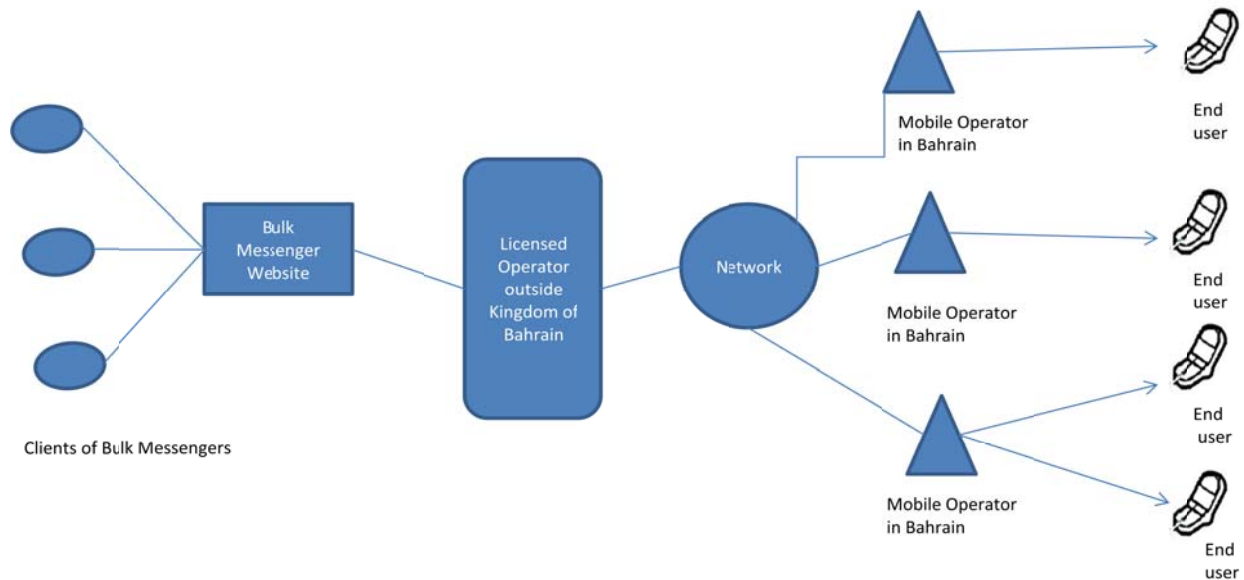 Mobile Operator
in Bahrain
End
user
Bulk
Messenger
Website
Licensed
Operator
outside
Kingdom of
Bahrain
Network
Mobile Operator
in Bahrain
End
user
Clients of Bulk Messengers
Mobile Operator
in Bahrain
End
user
End
user